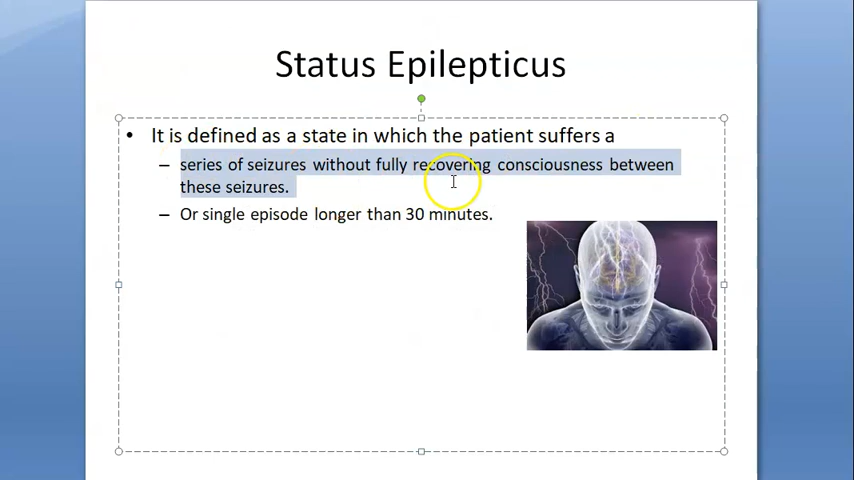 Status Epilepticus
• It is defined as a state in which the patient suffers a
– series of seizures without fully recovering consciousness between
these seizures.
– Or single episode longer than 30 minutes.